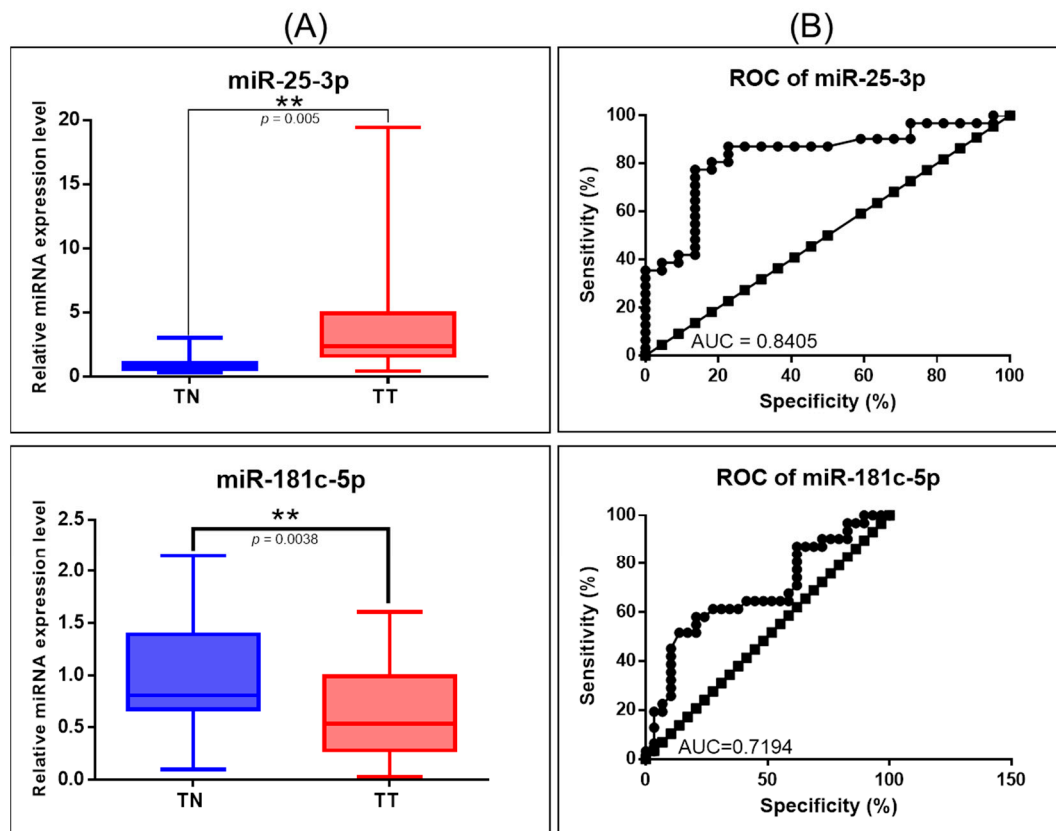 (A)
(B)
miR-25-3p
**
p = 0.005
Relative miRNA expression level
20
15
10
5
0
TN
TT
ROC of miR-25-3p
Sensitivity (%)
100
80
60
40
20
0
AUC = 0.8405
0
20
40
60
80
100
Specificity (%)
miR-181c-5p
**
p = 0.0038
Relative miRNA expression level
2.5
2.0
1.5
1.0
0.5
0.0
TN
TT
ROC of miR-181c-5p
Sensitivity (%)
100
80
60
40
20
0
AUC=0.7194
0
50
100
150
Specificity (%)